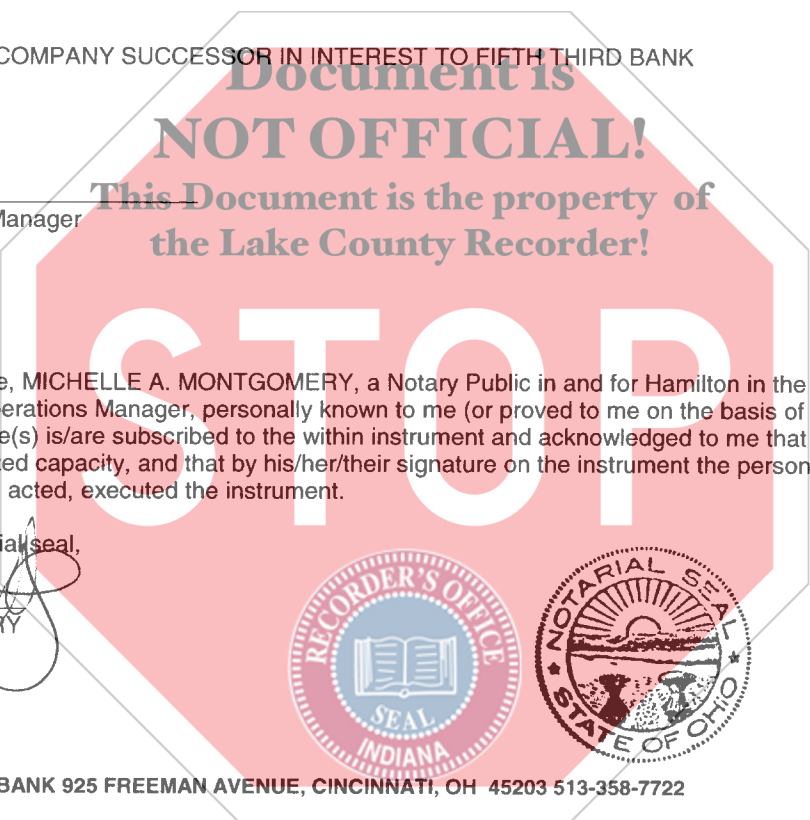 COMPANY SUCCESSOR IN INTEREST TO FIFTH THIRD BANK
Document is
NOT OFFICIAL!
This Document is the property of
Manager
the Lake County Recorder!
STOP
e, MICHELLE A. MONTGOMERY, a Notary Public in and for Hamilton in the
erations Manager, personally known to me (or proved to me on the basis of
e(s) is/are subscribed to the within instrument and acknowledged to me that
ed capacity, and that by his/her/their signature on the instrument the person
acted, executed the instrument.
ial seal,
RY
RECORDER'S OFFICE
SEAL
INDIANA
NOTARIAL SEAL
STATE OF OHIO
BANK 925 FREEMAN AVENUE, CINCINNATI, OH 45203 513-358-7722